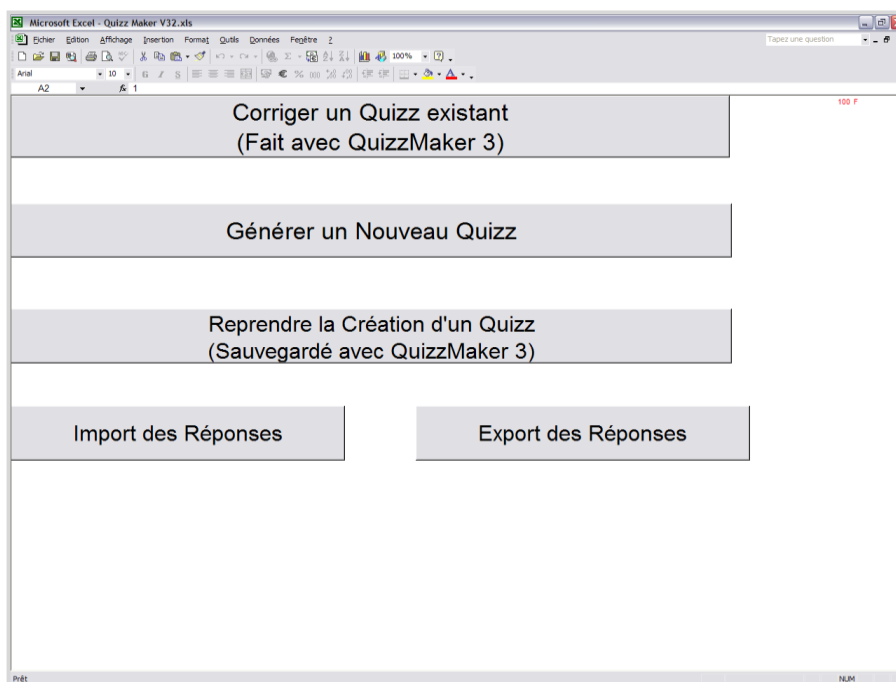 Microsoft Excel - Quizz Maker V32.xls
Fichier Edition Affichage Insertion Format Outils Données Fenêtre ?
Tapez une question
100%
Arial 10 G I S € % 000
A2 fx 1
Corriger un Quizz existant
(Fait avec QuizzMaker 3)
100 F
Générer un Nouveau Quizz
Reprendre la Création d'un Quizz
(Sauvegardé avec QuizzMaker 3)
Import des Réponses Export des Réponses
Prêt NUM